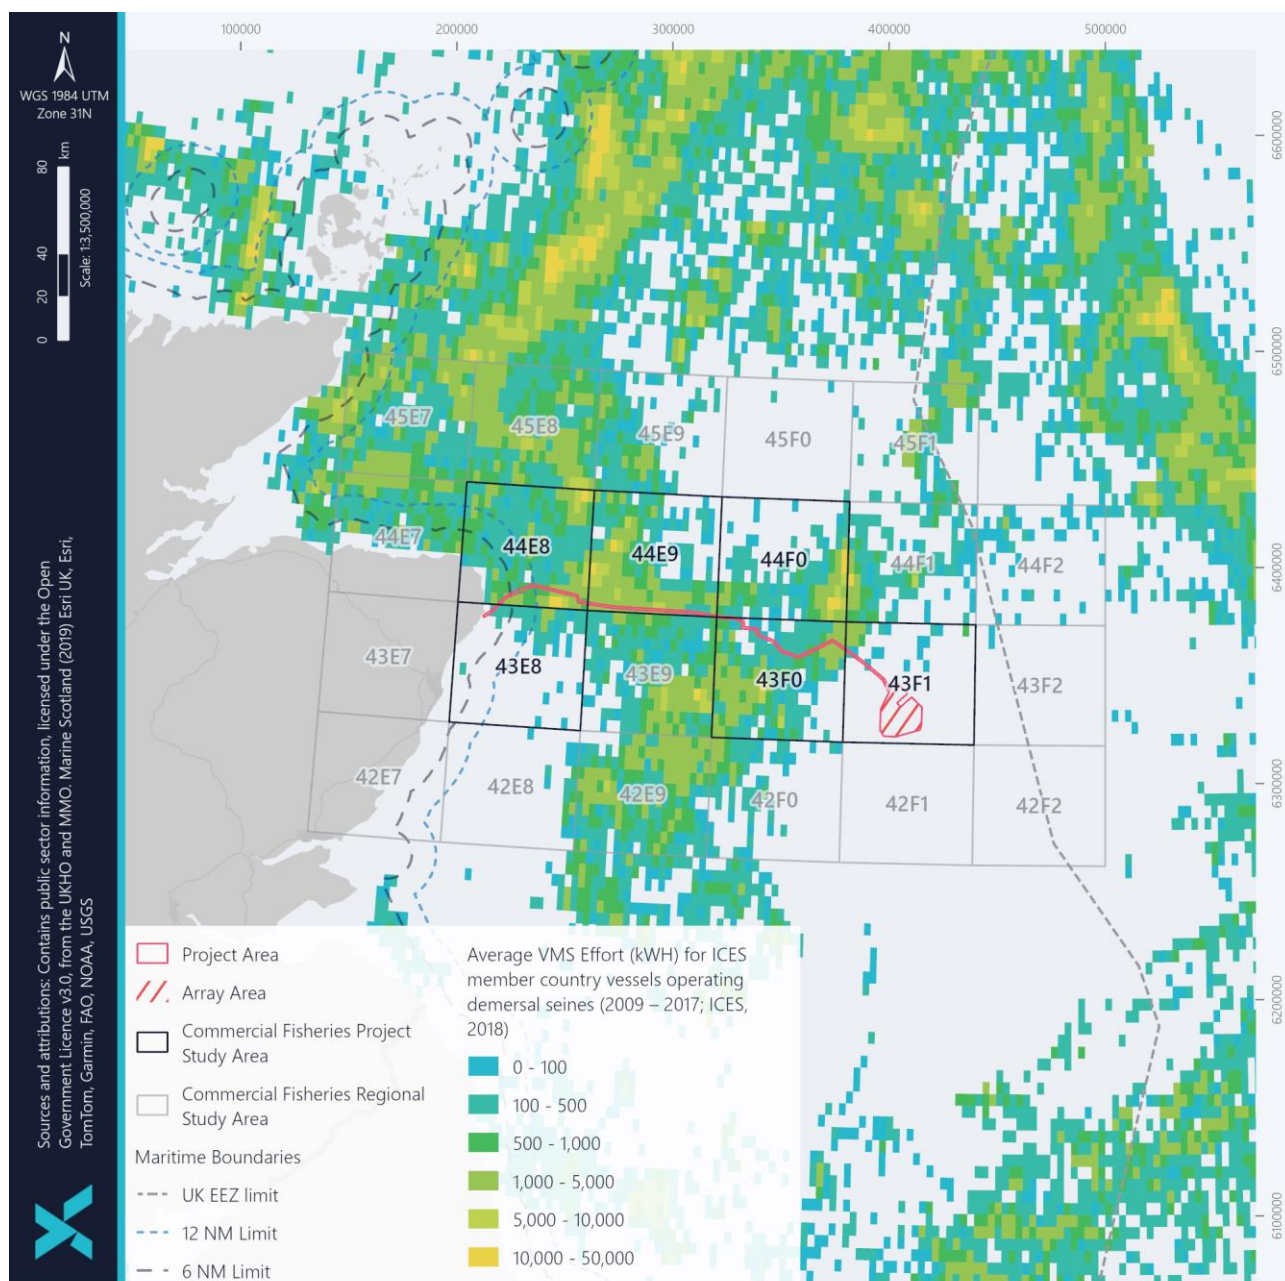 100000
200000
300000
400000
500000
N
WGS 1984 UTM
Zone 31N
80
km
40
20
0
Scale: 1:3,500,000
6600000
6500000
6400000
6300000
6200000
6100000
45E7
45E8
45E9
45F0
45F1
44E7
44E8
44E9
44F0
44F1
44F2
43E7
43E8
43E9
43F0
43F1
43F2
42E7
42E8
42E9
42F0
42F1
42F2
Sources and attributions: Contains public sector information, licensed under the Open
Government Licence v3.0, from the UKHO and MMO. Marine Scotland (2019) Esri UK, Esri,
TomTom, Garmin, FAO, NOAA, USGS
Project Area
Array Area
Commercial Fisheries Project
Study Area
Commercial Fisheries Regional
Study Area
Maritime Boundaries
UK EEZ limit
12 NM Limit
6 NM Limit
Average VMS Effort (kWH) for ICES
member country vessels operating
demersal seines (2009 – 2017; ICES,
2018)
0 - 100
100 - 500
500 - 1,000
1,000 - 5,000
5,000 - 10,000
10,000 - 50,000